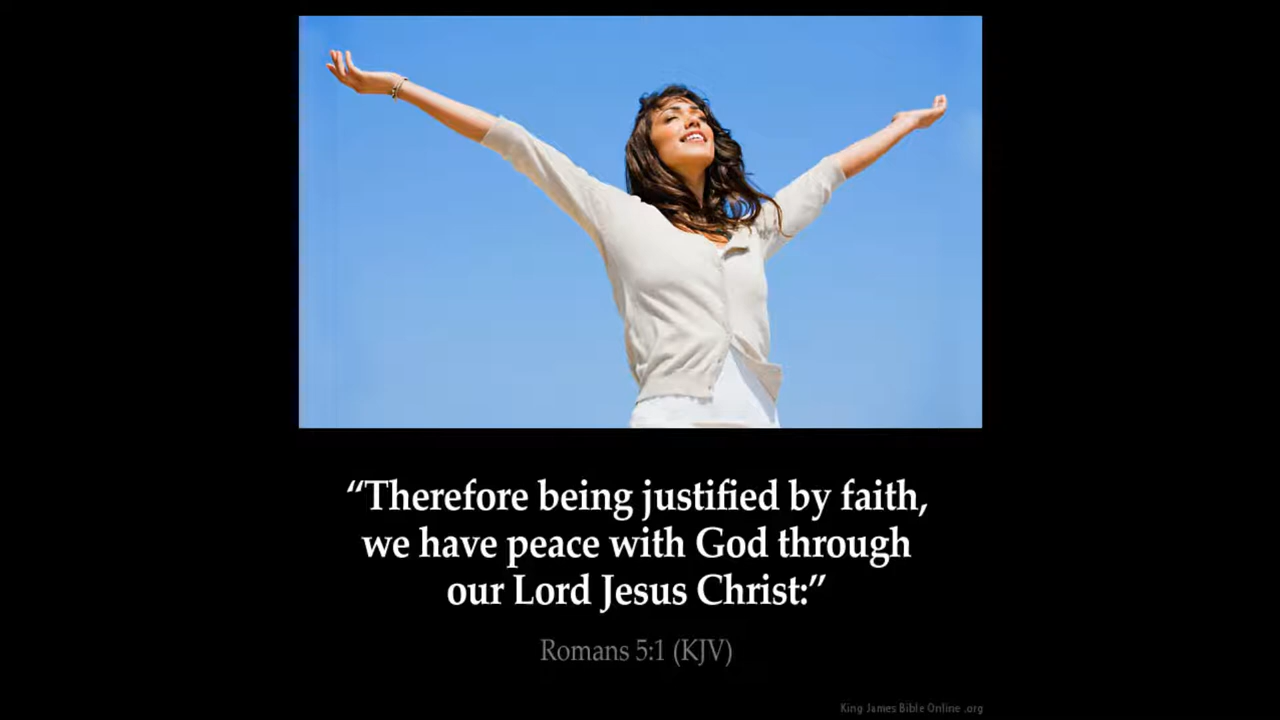 “Therefore being justified by faith,
we have peace with God through
our Lord Jesus Christ:”
Romans 5:1 (KJV)
King James Bible Online .org